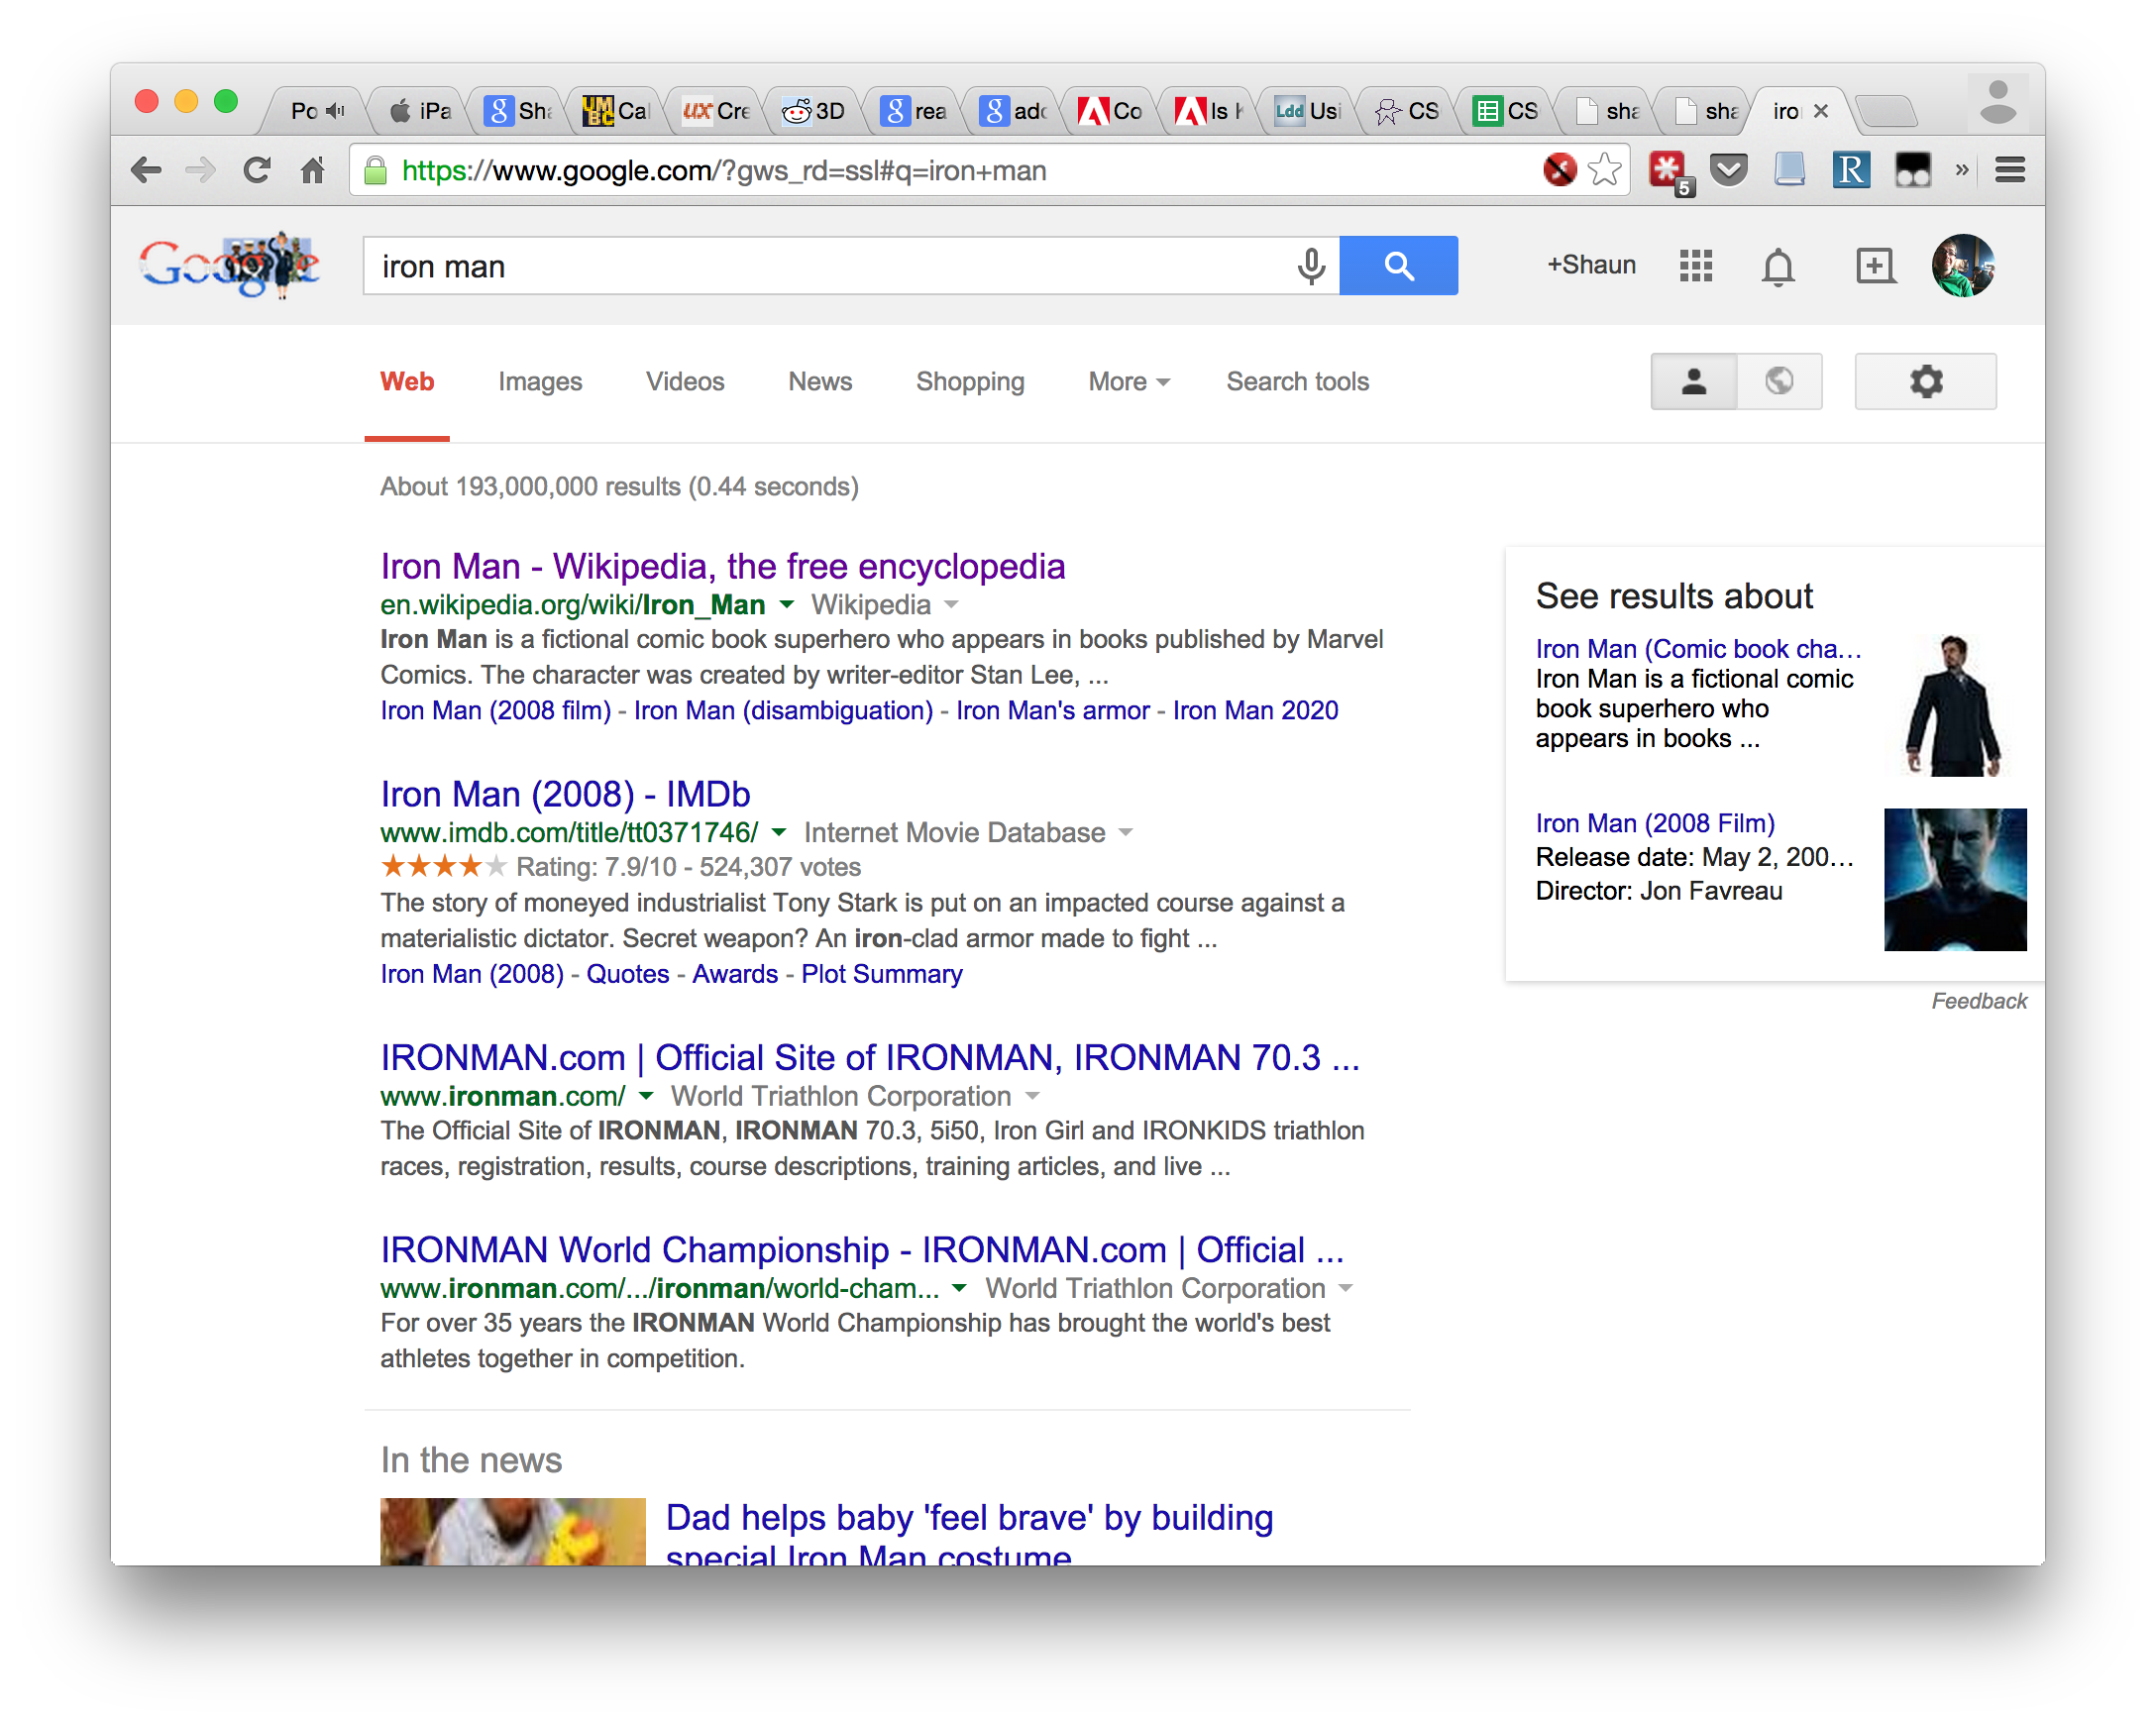 Po iPa Sha UMBC Cal UX Cre 3D g rea g ado Co Is Ldd Usi CS CS sha sha iro
https://www.google.com/?gws_rd=ssl#q=iron+man R 5 »
Google iron man +Shaun
Web Images Videos News Shopping More Search tools
About 193,000,000 results (0.44 seconds)
Iron Man - Wikipedia, the free encyclopedia
en.wikipedia.org/wiki/Iron_Man Wikipedia
Iron Man is a fictional comic book superhero who appears in books published by Marvel
Comics. The character was created by writer-editor Stan Lee, ...
Iron Man (2008 film) - Iron Man (disambiguation) - Iron Man's armor - Iron Man 2020
Iron Man (2008) - IMDb
www.imdb.com/title/tt0371746/ Internet Movie Database
Rating: 7.9/10 - 524,307 votes
The story of moneyed industrialist Tony Stark is put on an impacted course against a
materialistic dictator. Secret weapon? An iron-clad armor made to fight ...
Iron Man (2008) - Quotes - Awards - Plot Summary
IRONMAN.com | Official Site of IRONMAN, IRONMAN 70.3 ...
www.ironman.com/ World Triathlon Corporation
The Official Site of IRONMAN, IRONMAN 70.3, 5i50, Iron Girl and IRONKIDS triathlon
races, registration, results, course descriptions, training articles, and live ...
IRONMAN World Championship - IRONMAN.com | Official ...
www.ironman.com/.../ironman/world-cham... World Triathlon Corporation
For over 35 years the IRONMAN World Championship has brought the world's best
athletes together in competition.
In the news
Dad helps baby 'feel brave' by building
special Iron Man costume
See results about
Iron Man (Comic book cha...
Iron Man is a fictional comic
book superhero who
appears in books ...
Iron Man (2008 Film)
Release date: May 2, 200...
Director: Jon Favreau
Feedback